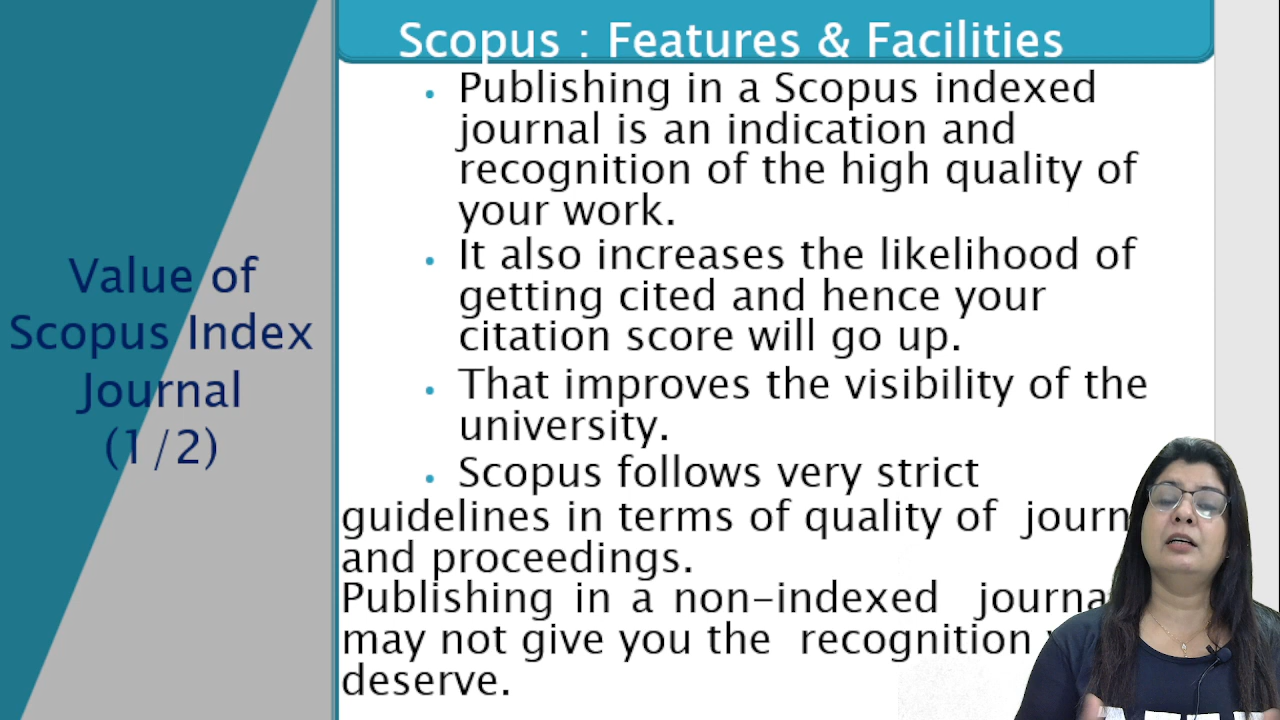 Scopus : Features & Facilities
Value of
Scopus Index
Journal
(1/2)
• Publishing in a Scopus indexed
journal is an indication and
recognition of the high quality of
your work.
• It also increases the likelihood of
getting cited and hence your
citation score will go up.
• That improves the visibility of the
university.
• Scopus follows very strict
guidelines in terms of quality of journ
and proceedings.
Publishing in a non-indexed journa
may not give you the recognition
deserve.